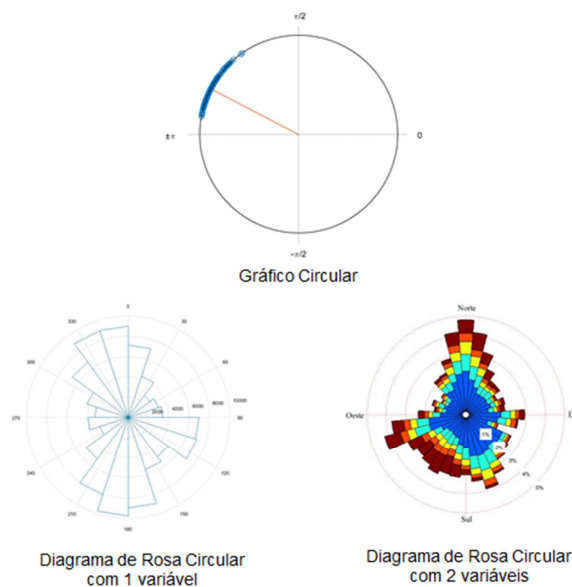 π/2
±π
0
-π/2
Gráfico Circular
0
330
30
300
60
270
2000 4000 6000 8000 10000
90
240
120
210
150
180
Diagrama de Rosa Circular
com 1 variável
Norte
Oeste
E
1%
2%
3%
4%
5%
Sul
Diagrama de Rosa Circular
com 2 variáveis